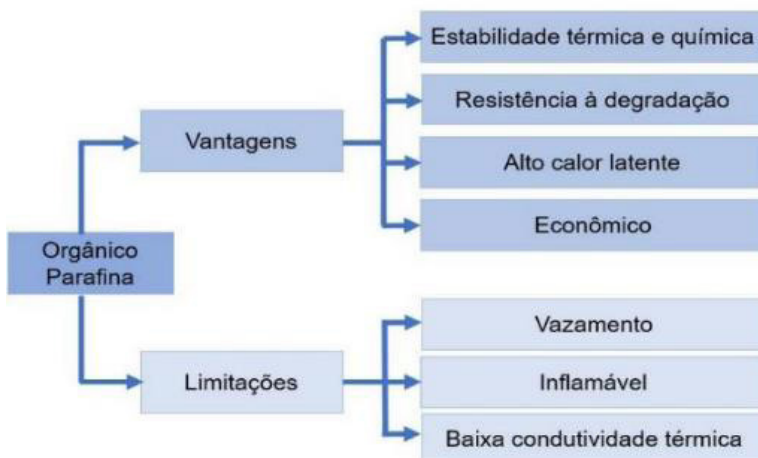 Orgânico
Parafina
Vantagens
Estabilidade térmica e química
Resistência à degradação
Alto calor latente
Econômico
Limitações
Vazamento
Inflamável
Baixa condutividade térmica